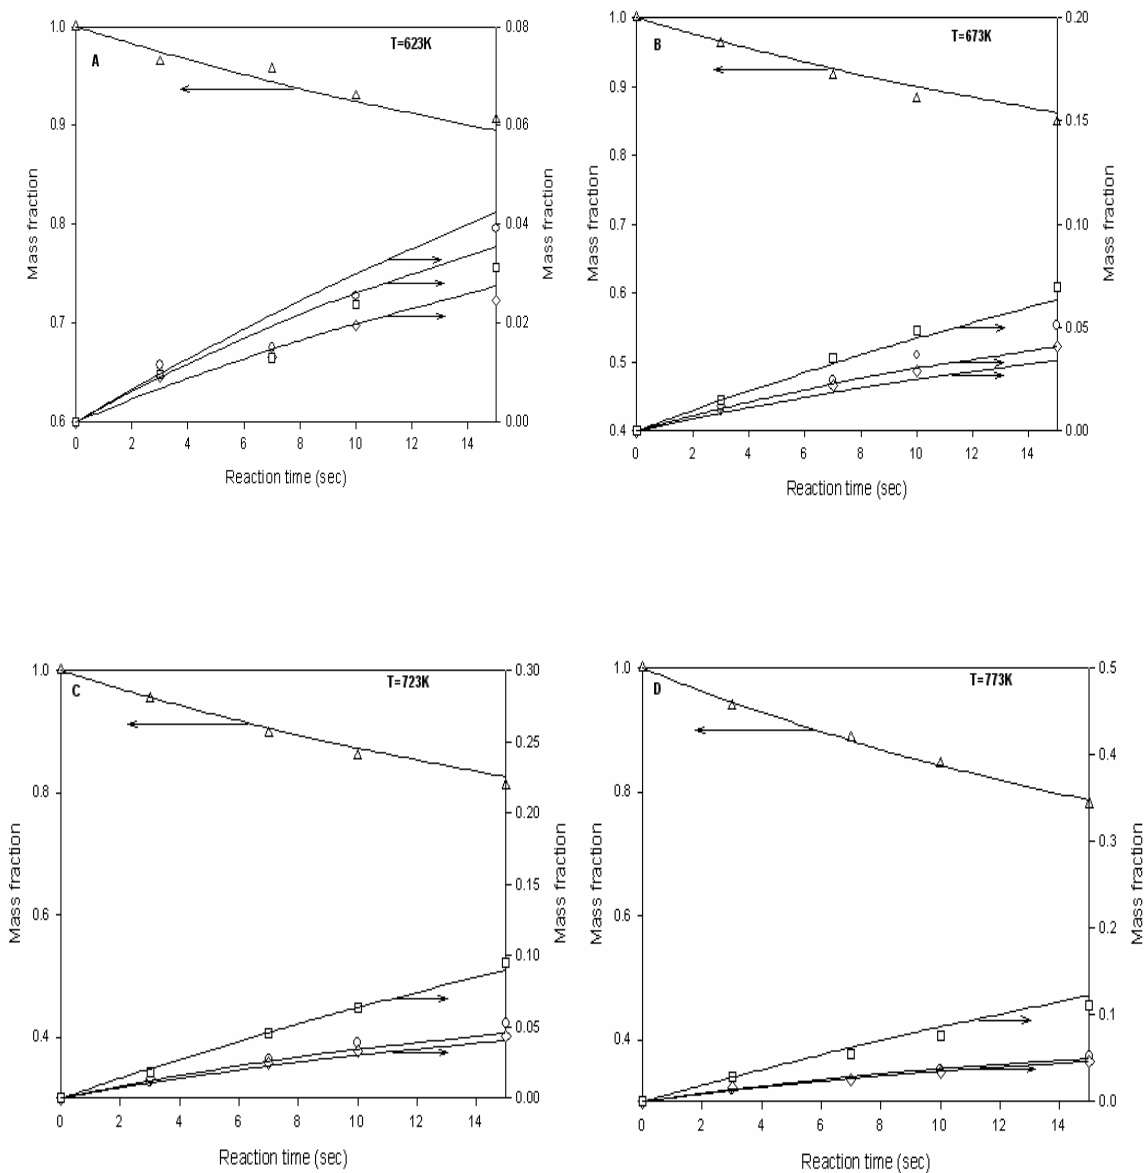 A
T=623K
1.0
0.9
0.8
0.7
0.6
0.08
0.06
0.04
0.02
0.00
Mass fraction
Mass fraction
0 2 4 6 8 10 12 14
Reaction time (sec)
B
T=673K
1.0
0.9
0.8
0.7
0.6
0.5
0.4
0.20
0.15
0.10
0.05
0.00
Mass fraction
Mass fraction
0 2 4 6 8 10 12 14
Reaction time (sec)
C
T=723K
1.0
0.8
0.6
0.4
0.30
0.25
0.20
0.15
0.10
0.05
0.00
Mass fraction
Mass fraction
0 2 4 6 8 10 12 14
Reaction time (sec)
D
T=773K
1.0
0.8
0.6
0.4
0.5
0.4
0.3
0.2
0.1
0.0
Mass fraction
Mass fraction
0 2 4 6 8 10 12 14
Reaction time (sec)